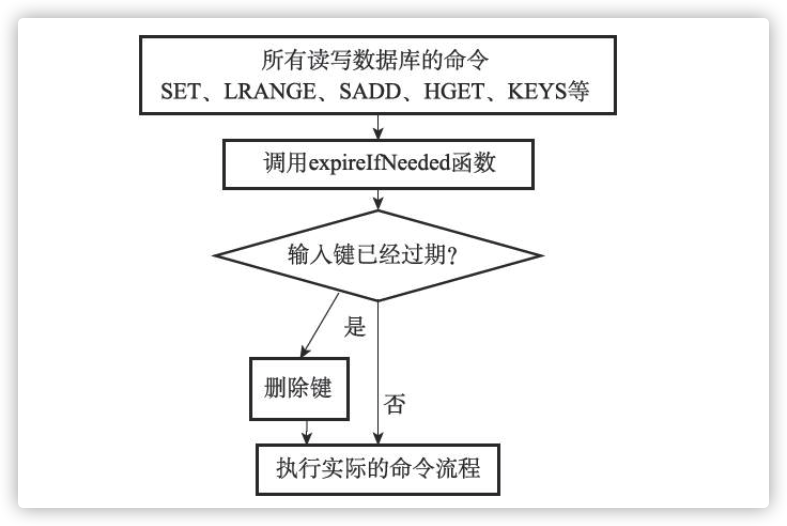 所有读写数据库的命令
SET、LRANGE、SADD、HGET、KEYS等
调用expireIfNeeded函数
输入键已经过期?
是
删除键
否
执行实际的命令流程